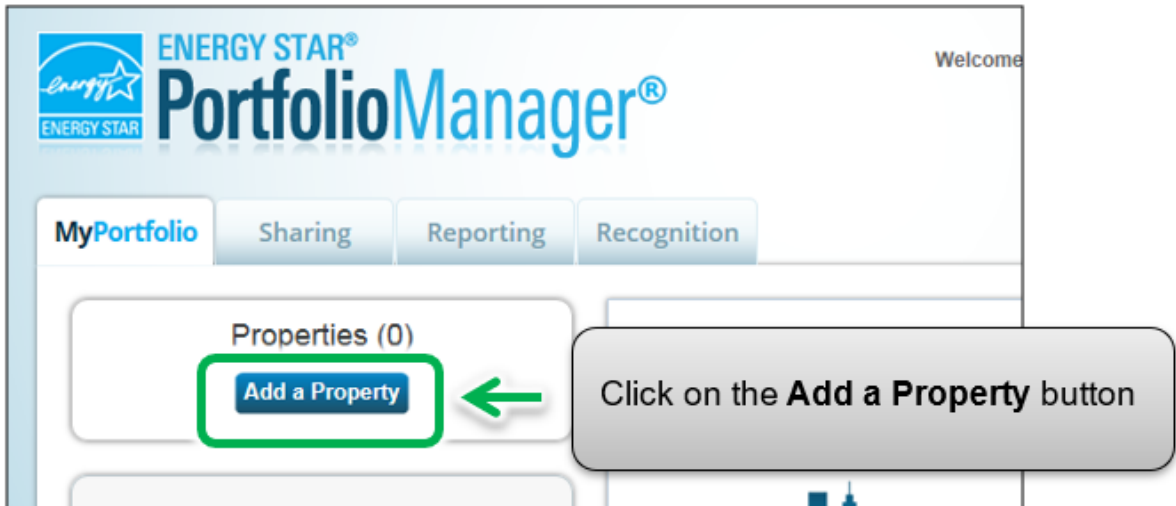 ENERGY STAR®
PortfolioManager®
energy
ENERGY STAR
Welcome
MyPortfolio Sharing Reporting Recognition
Properties (0)
Add a Property
Click on the Add a Property button